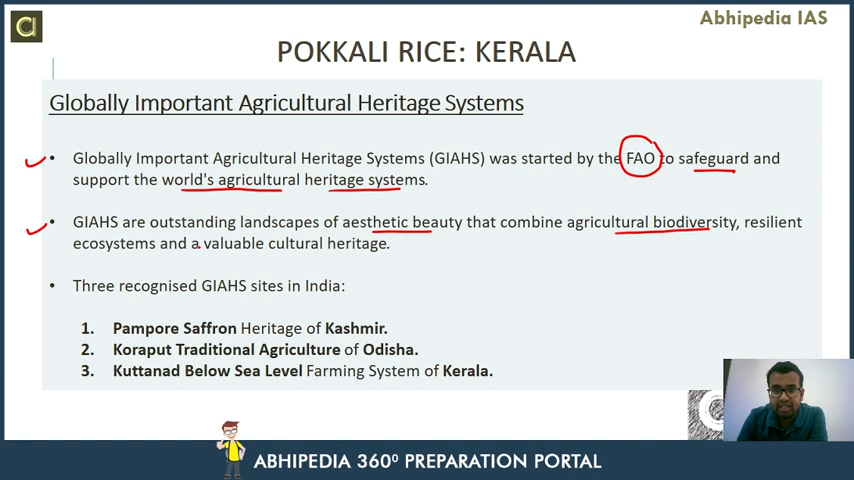 Abhipedia IAS
POKKALI RICE: KERALA
Globally Important Agricultural Heritage Systems
• Globally Important Agricultural Heritage Systems (GIAHS) was started by the FAO to safeguard and
support the world's agricultural heritage systems.
• GIAHS are outstanding landscapes of aesthetic beauty that combine agricultural biodiversity, resilient
ecosystems and a valuable cultural heritage.
• Three recognised GIAHS sites in India:
1. Pampore Saffron Heritage of Kashmir.
2. Koraput Traditional Agriculture of Odisha.
3. Kuttanad Below Sea Level Farming System of Kerala.
ABHIPEDIA 360⁰ PREPARATION PORTAL